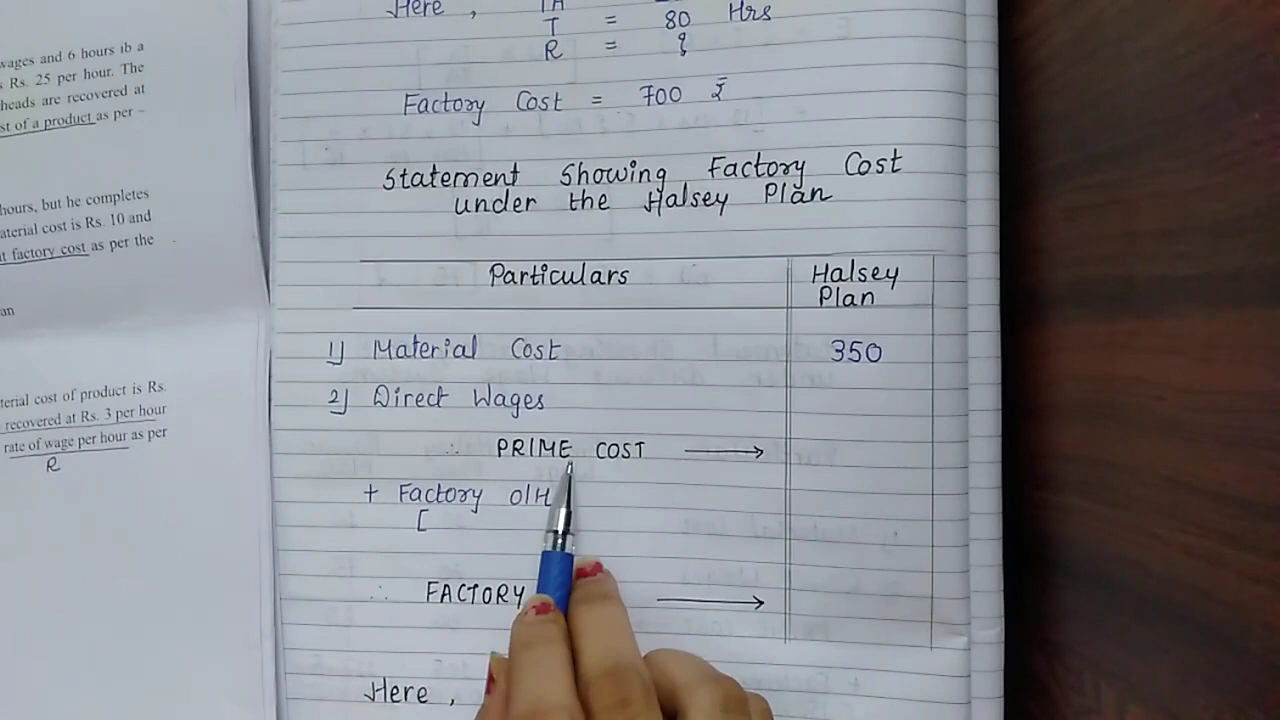 wages and 6 hours ib a
Rs. 25 per hour. The
heads are recovered at
st of a product as per –
hours, but he completes
aterial cost is Rs. 10 and
factory cost as per the
an
terial cost of product is Rs.
recovered at Rs. 3 per hour
rate of wage per hour as per
R
Here ,
T = 80 Hrs
R = ?
Factory Cost = 700 ₹
Statement Showing Factory Cost
under the Halsey Plan
Particulars Halsey
Plan
1) Material Cost 350
2) Direct Wages
∴ PRIME COST →
+ Factory O/H
[
∴ FACTORY →
Here ,